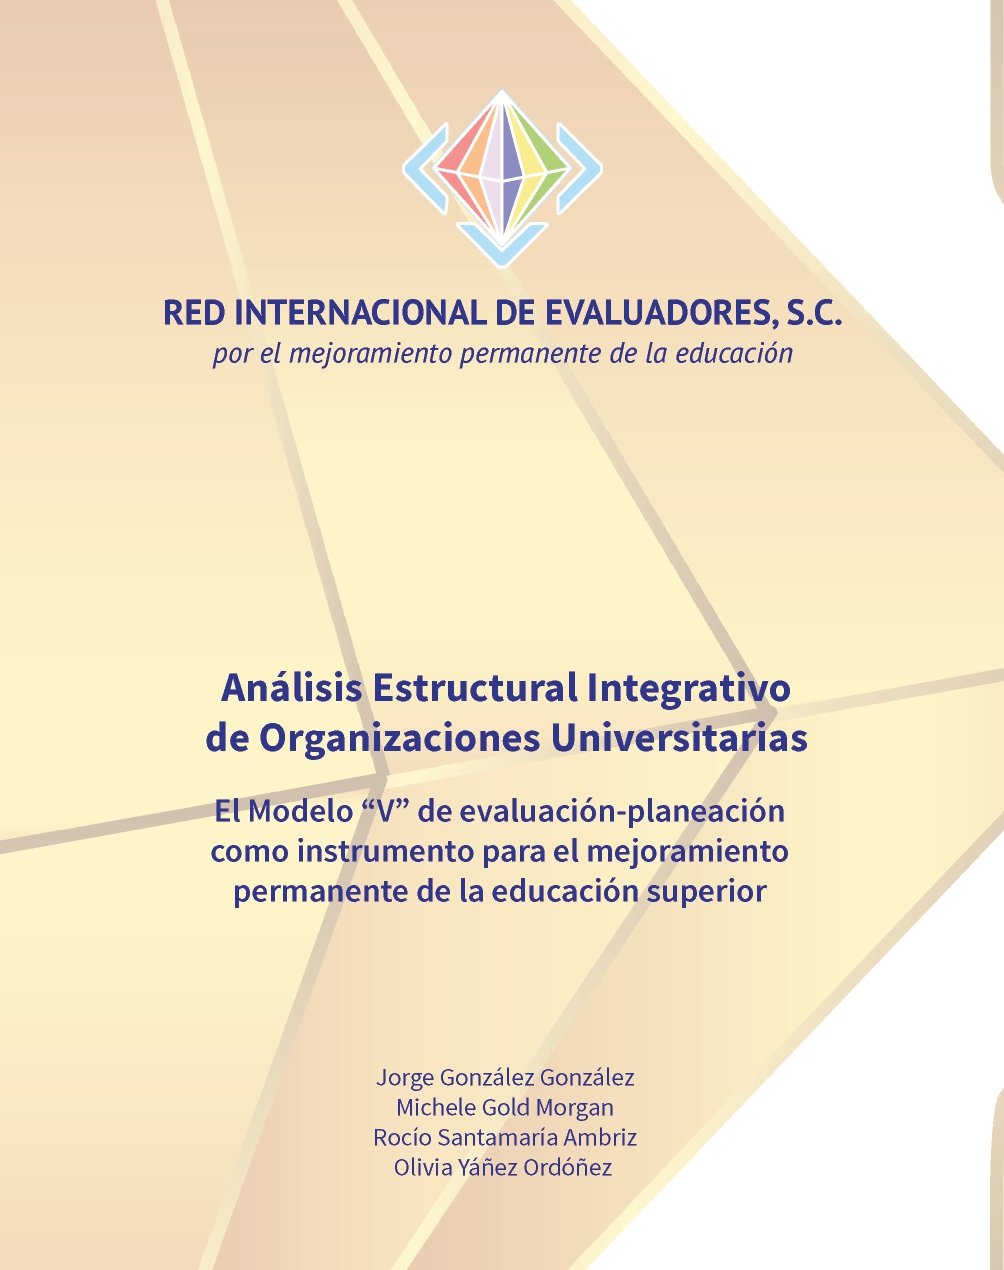 RED INTERNACIONAL DE EVALUADORES, S.C.
por el mejoramiento permanente de la educación
Análisis Estructural Integrativo
de Organizaciones Universitarias
El Modelo “V” de evaluación-planeación
como instrumento para el mejoramiento
permanente de la educación superior
Jorge González González
Michele Gold Morgan
Rocío Santamaría Ambriz
Olivia Yáñez Ordóñez